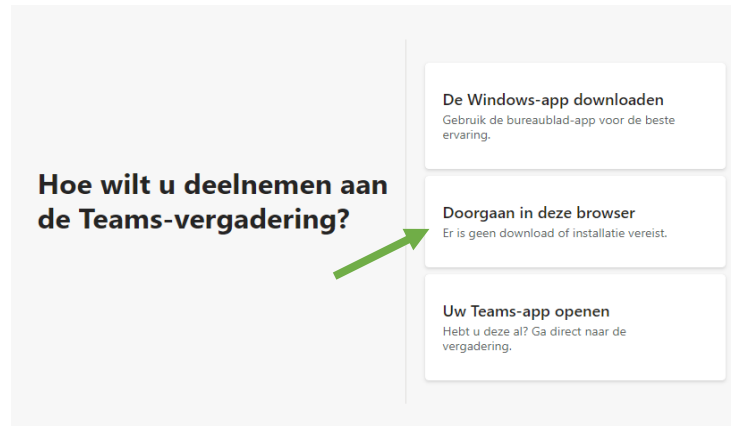 Hoe wilt u deelnemen aan
de Teams-vergadering?
De Windows-app downloaden
Gebruik de bureaublad-app voor de beste
ervaring.
Doorgaan in deze browser
Er is geen download of installatie vereist.
Uw Teams-app openen
Hebt u deze al? Ga direct naar de
vergadering.